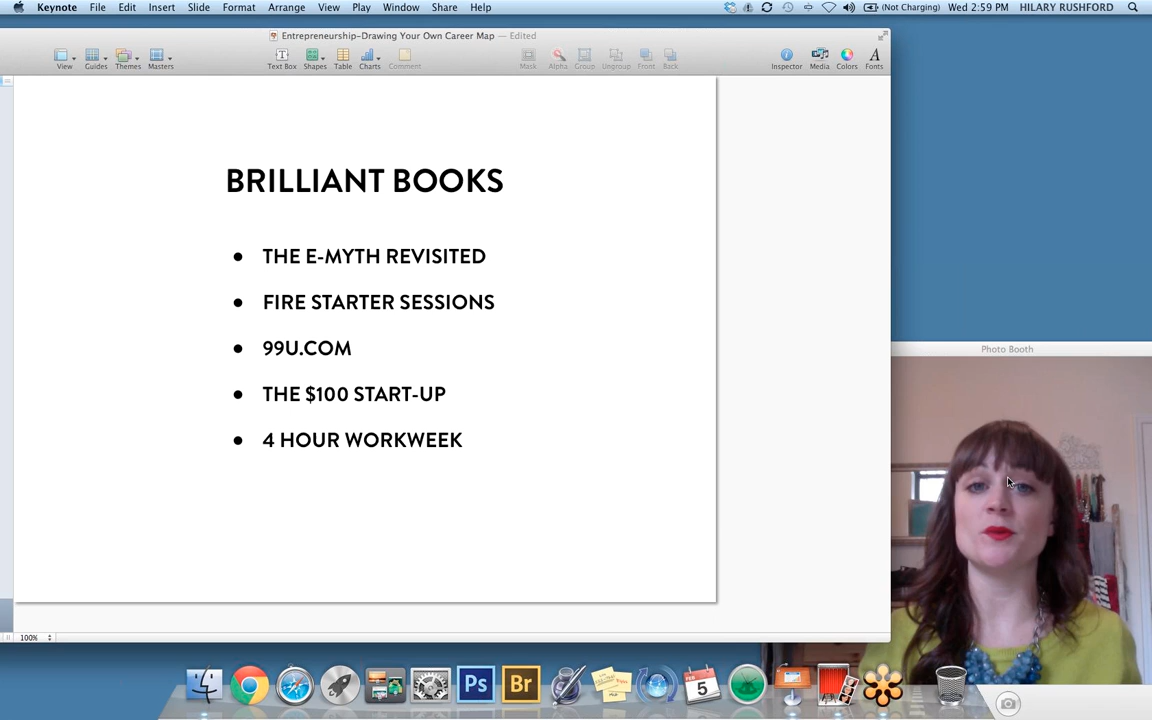 Keynote File Edit Insert Slide Format Arrange View Play Window Share Help (Not Charging) Wed 2:59 PM HILARY RUSHFORD
Entrepreneurship–Drawing Your Own Career Map — Edited
View Guides Themes Masters Text Box Shapes Table Charts Comment Mask Alpha Group Ungroup Front Back Inspector Media Colors Fonts
BRILLIANT BOOKS
• THE E-MYTH REVISITED
• FIRE STARTER SESSIONS
• 99U.COM
• THE $100 START-UP
• 4 HOUR WORKWEEK
Photo Booth
100%
Ps Br FEB 5